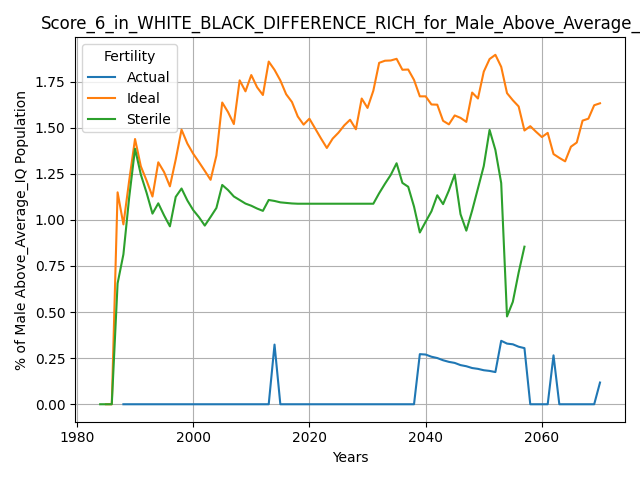 Score_6_in_WHITE_BLACK_DIFFERENCE_RICH_for_Male_Above_Average_
Fertility
Actual
Ideal
Sterile
% of Male Above_Average_IQ Population
1.75
1.50
1.25
1.00
0.75
0.50
0.25
0.00
1980 2000 2020 2040 2060
Years